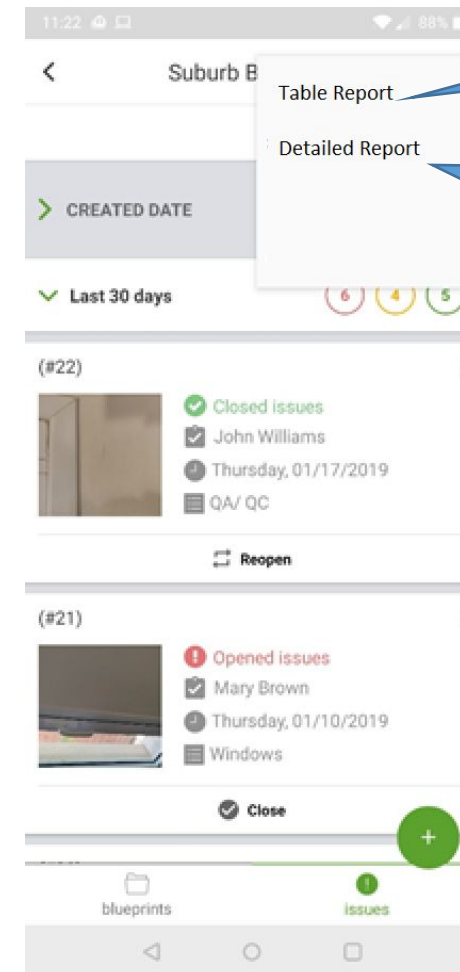 11:22 88%
Suburb B
Table Report
Detailed Report
CREATED DATE
Last 30 days 6 4 5
(#22)
Closed issues
John Williams
Thursday, 01/17/2019
QA/ QC
Reopen
(#21)
Opened issues
Mary Brown
Thursday, 01/10/2019
Windows
Close
+
blueprints issues